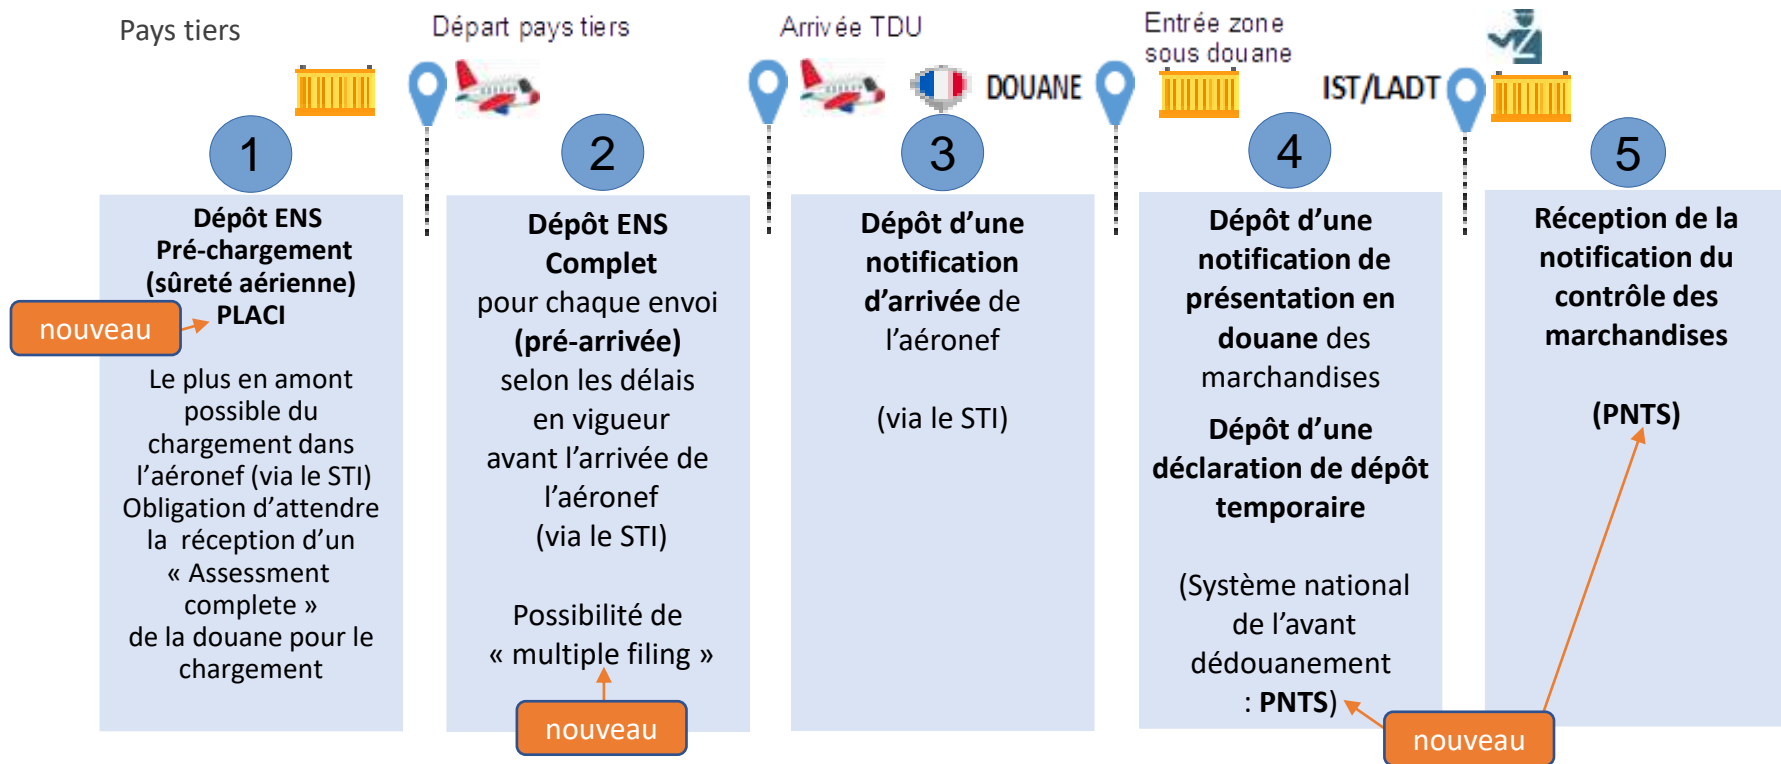 Pays tiers
Départ pays tiers
Arrivée TDU
DOUANE
Entrée zone
sous douane
IST/LADT
1
Dépôt ENS
Pré-chargement
(sûreté aérienne)
PLACI
nouveau
Le plus en amont
possible du
chargement dans
l’aéronef (via le STI)
Obligation d’attendre
la réception d’un
« Assessment
complete »
de la douane pour le
chargement
2
Dépôt ENS
Complet
pour chaque envoi
(pré-arrivée)
selon les délais
en vigueur
avant l’arrivée de
l’aéronef
(via le STI)
Possibilité de
« multiple filing »
nouveau
3
Dépôt d’une
notification
d’arrivée de
l’aéronef
(via le STI)
4
Dépôt d’une
notification de
présentation en
douane des
marchandises
Dépôt d’une
déclaration de dépôt
temporaire
(Système national
de l’avant
dédouanement
: PNTS)
5
Réception de la
notification du
contrôle des
marchandises
(PNTS)
nouveau